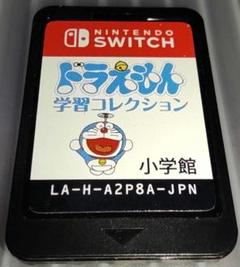 NINTENDO
SWITCH
ドラえもん
学習コレクション
小学館
LA-H-A2P8A-JPN